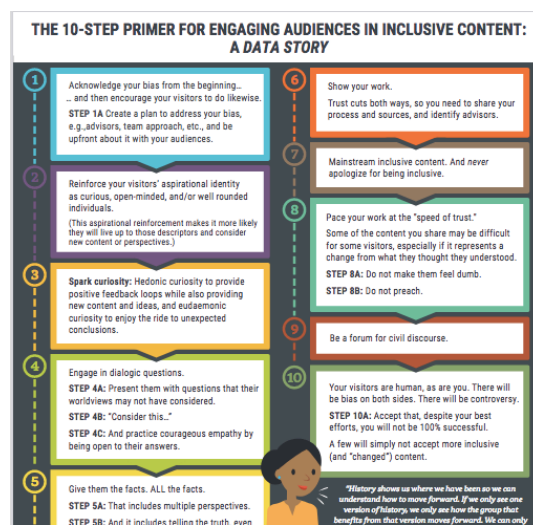 THE 10-STEP PRIMER FOR ENGAGING AUDIENCES IN INCLUSIVE CONTENT:
A DATA STORY
1
Acknowledge your bias from the beginning...
... and then encourage your visitors to do likewise.
STEP 1A Create a plan to address your bias,
e.g.,advisors, team approach, etc., and be
upfront about it with your audiences.
2
Reinforce your visitors' aspirational identity
as curious, open-minded, and/or well rounded
individuals.
(This aspirational reinforcement makes it more likely
they will live up to those descriptors and consider
new content or perspectives.)
3
Spark curiosity: Hedonic curiosity to provide
positive feedback loops while also providing
new content and ideas, and eudaemonic
curiosity to enjoy the ride to unexpected
conclusions.
4
Engage in dialogic questions.
STEP 4A: Present them with questions that their
worldviews may not have considered.
STEP 4B: "Consider this..."
STEP 4C: And practice courageous empathy by
being open to their answers.
5
Give them the facts. ALL the facts.
STEP 5A: That includes multiple perspectives.
STEP 5B: And it includes telling the truth, even
6
Show your work.
Trust cuts both ways, so you need to share your
process and sources, and identify advisors.
7
Mainstream inclusive content. And never
apologize for being inclusive.
8
Pace your work at the "speed of trust."
Some of the content you share may be difficult
for some visitors, especially if it represents a
change from what they thought they understood.
STEP 8A: Do not make them feel dumb.
STEP 8B: Do not preach.
9
Be a forum for civil discourse.
10
Your visitors are human, as are you. There will
be bias on both sides. There will be controversy.
STEP 10A: Accept that, despite your best
efforts, you will not be 100% successful.
A few will simply not accept more inclusive
(and "changed") content.
"History shows us where we have been so we can
understand how to move forward. If we only see one
version of history, we only see how the group that
benefits from that version moves forward. We can only